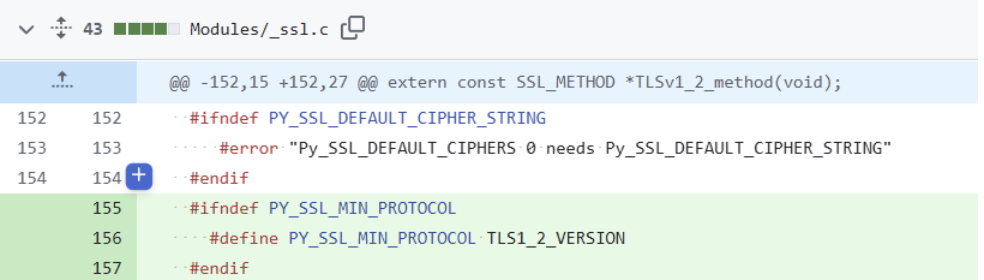 43 Modules/_ssl.c
@@ -152,15 +152,27 @@ extern const SSL_METHOD *TLSv1_2_method(void);
152 152 #ifndef PY_SSL_DEFAULT_CIPHER_STRING
153 153 #error "Py_SSL_DEFAULT_CIPHERS 0 needs Py_SSL_DEFAULT_CIPHER_STRING"
154 154 #endif
155 #ifndef PY_SSL_MIN_PROTOCOL
156 #define PY_SSL_MIN_PROTOCOL TLS1_2_VERSION
157 #endif